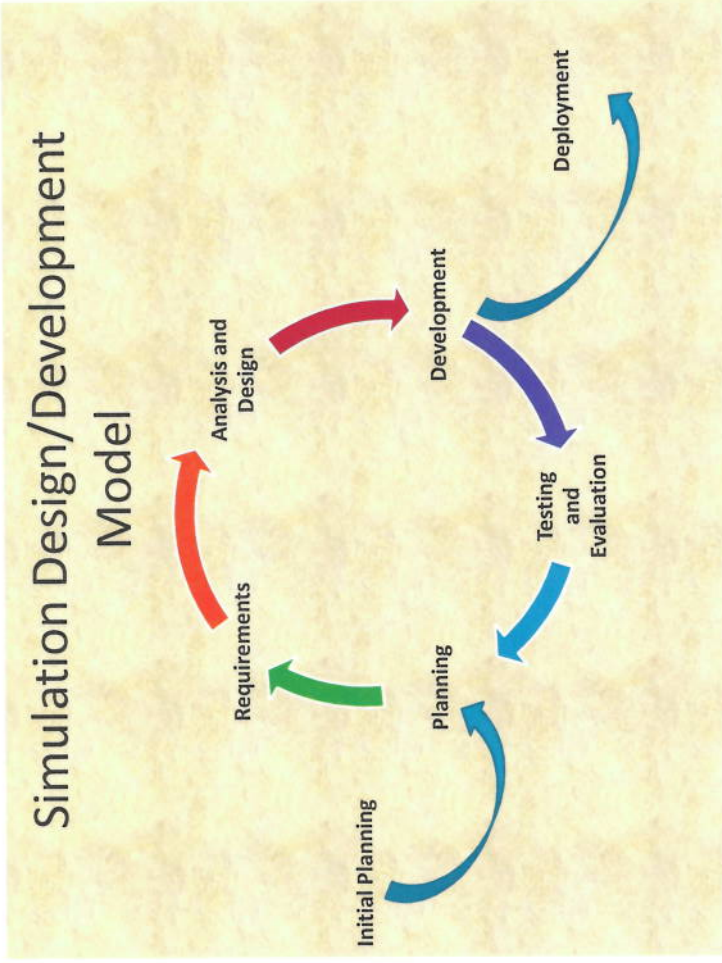 Simulation Design/Development
Model
Initial Planning
Planning
Requirements
Analysis and
Design
Development
Testing
and
Evaluation
Deployment